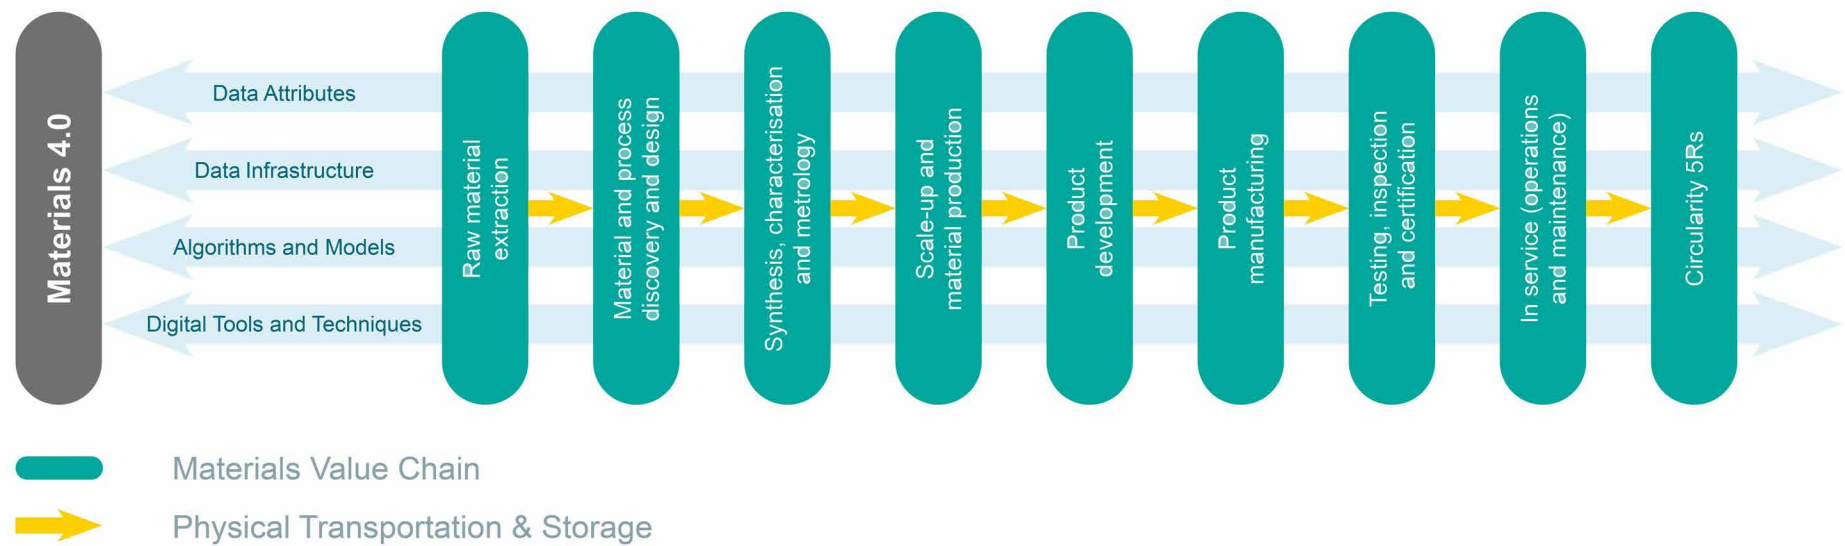 Materials 4.0
Data Attributes
Data Infrastructure
Algorithms and Models
Digital Tools and Techniques
Raw material
extraction
Material and process
discovery and design
Synthesis, characterisation
and metrology
Scale-up and
material production
Product
development
Product
manufacturing
Testing, inspection
and certification
In service (operations
and maintenance)
Circularity 5Rs
Materials Value Chain
Physical Transportation & Storage